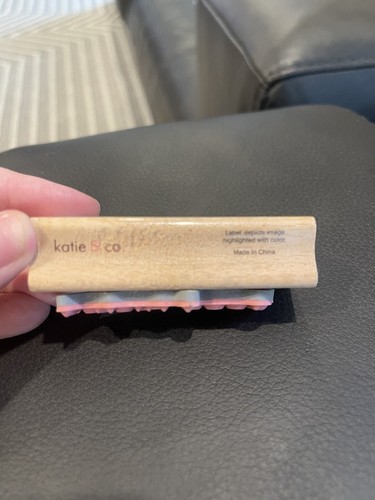 katie & co
Label depicts image
highlighted with color.
Made in China